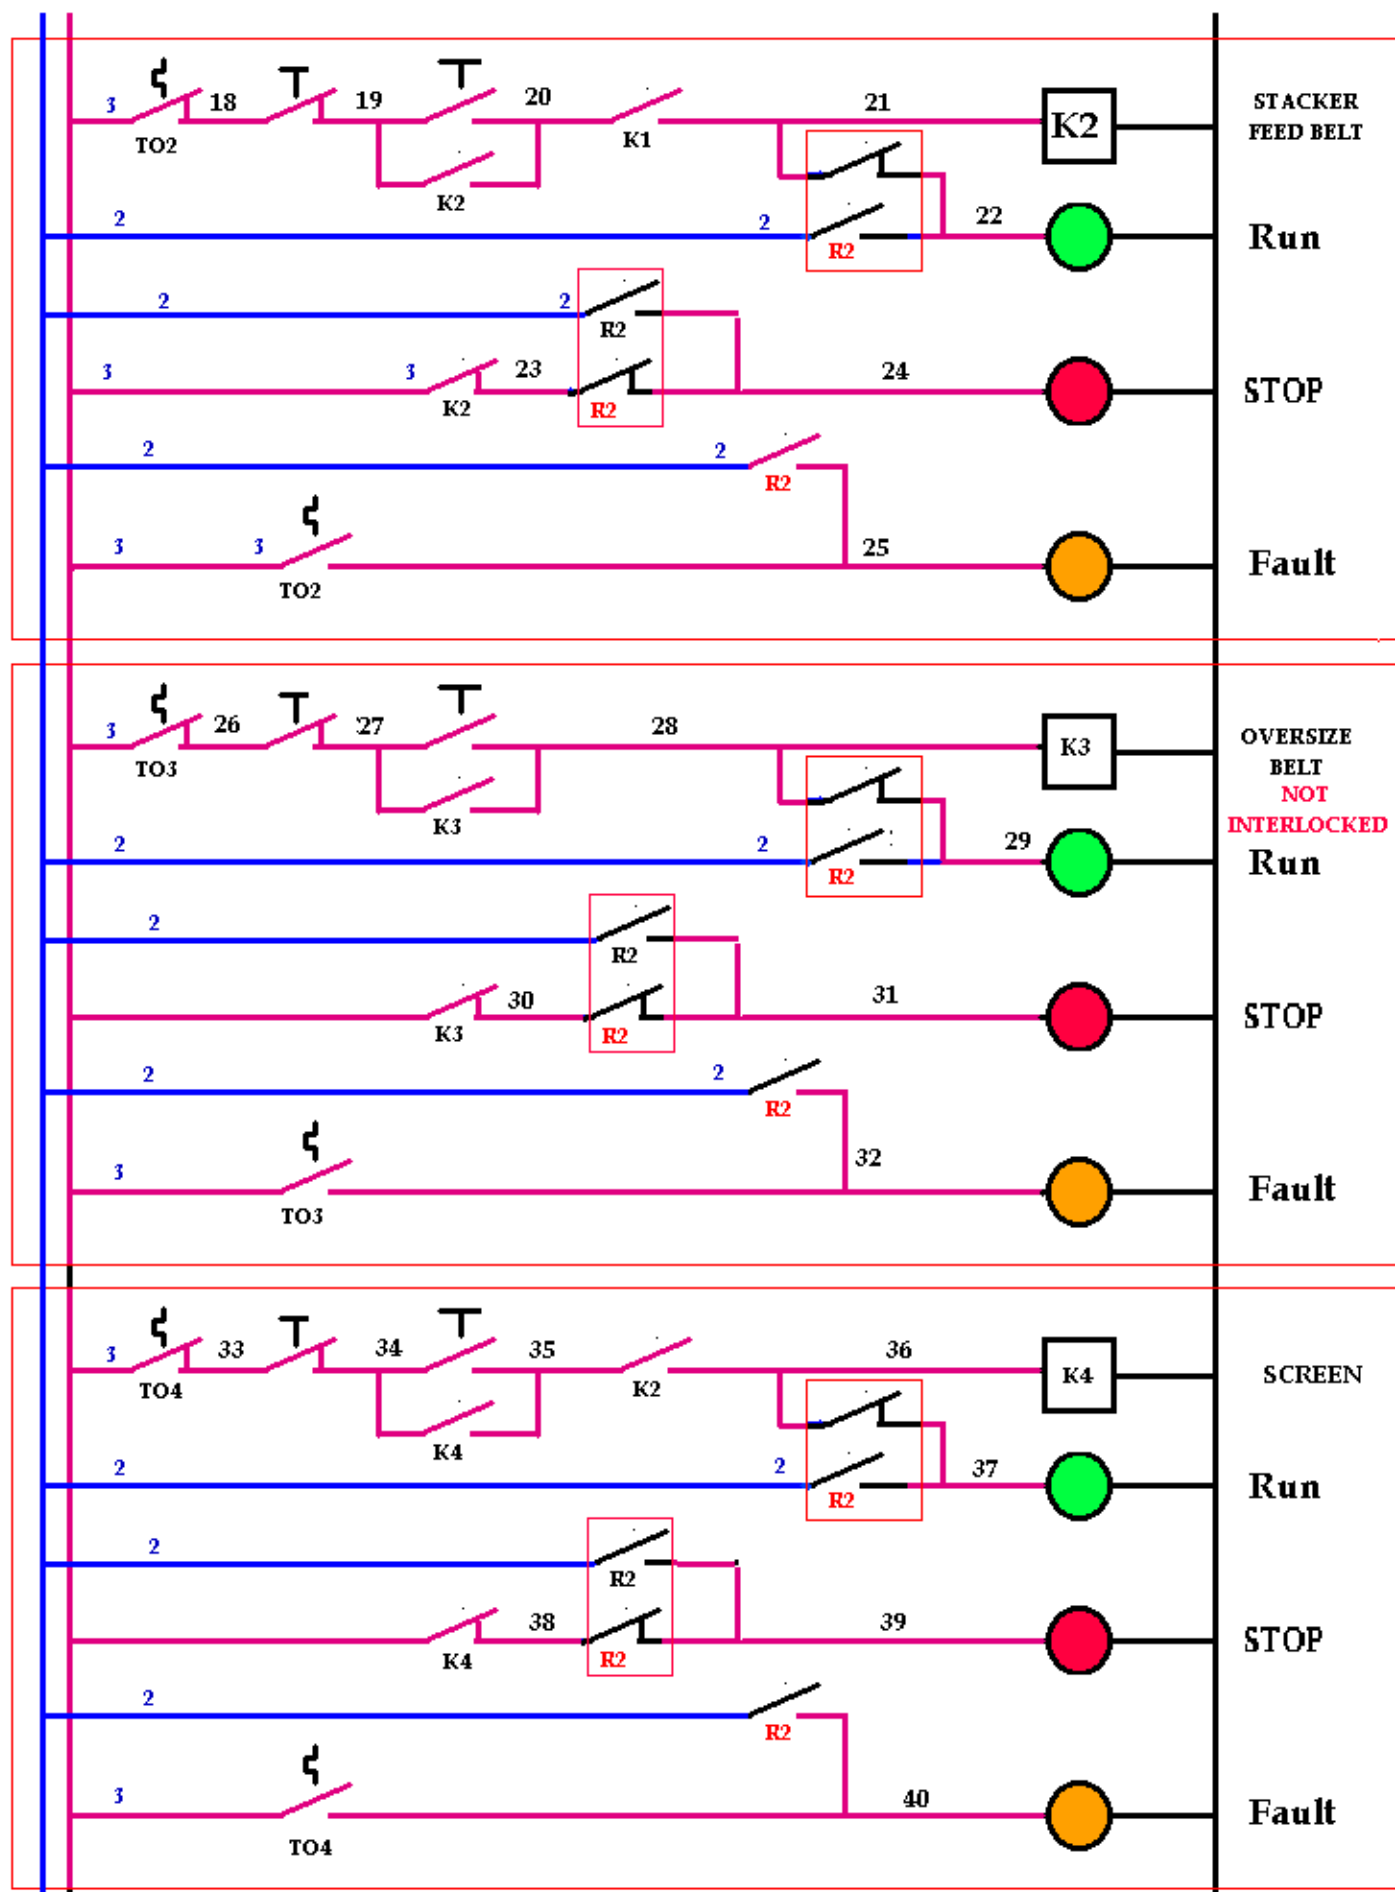 3 18 19 20 21
TO2 K1 K2
STACKER
FEED BELT
K2
2 2 22
R2
Run
2 2
R2
3 3 23 24
K2 R2
STOP
2 2
R2
3 3 25
TO2
Fault
3 26 27 28
TO3 K3
OVERSIZE
BELT
NOT
INTERLOCKED
K3
2 2 29
R2
Run
2
R2
30 31
K3 R2
STOP
2 2
R2
3 32
TO3
Fault
3 33 34 35 36
TO4 K2 K4
SCREEN
K4
2 2 37
R2
Run
2
R2
38 39
K4 R2
STOP
2
R2
3 40
TO4
Fault